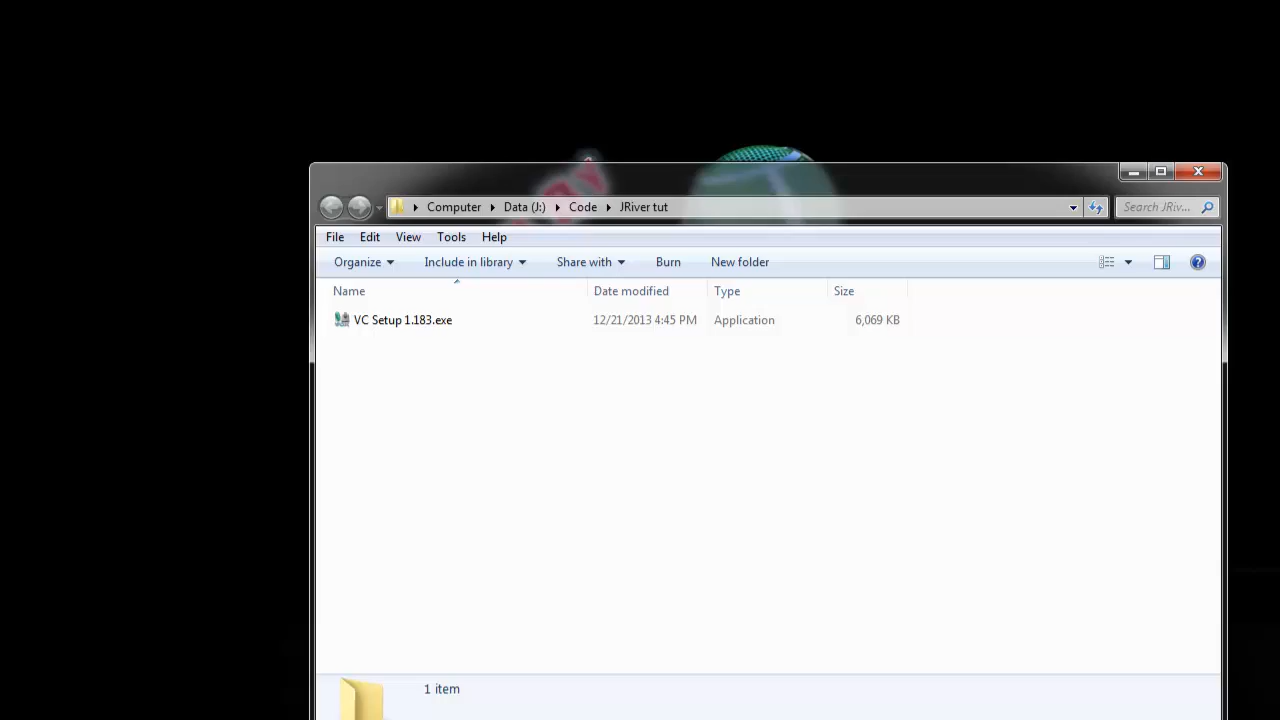 Computer Data (J:) Code JRiver tut Search JRiv...
File Edit View Tools Help
Organize Include in library Share with Burn New folder
Name Date modified Type Size
VC Setup 1.183.exe 12/21/2013 4:45 PM Application 6,069 KB
1 item